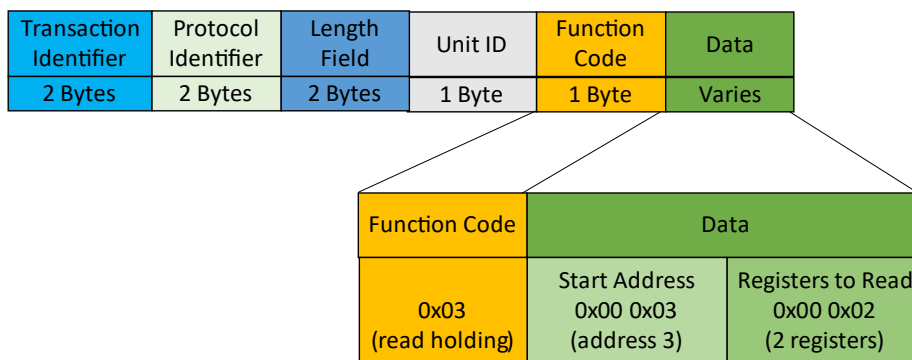 Transaction Identifier
Protocol Identifier
Length Field
Unit ID
Function Code
Data
2 Bytes
2 Bytes
2 Bytes
1 Byte
1 Byte
Varies
Function Code
Data
0x03
(read holding)
Start Address
0x00 0x03
(address 3)
Registers to Read
0x00 0x02
(2 registers)